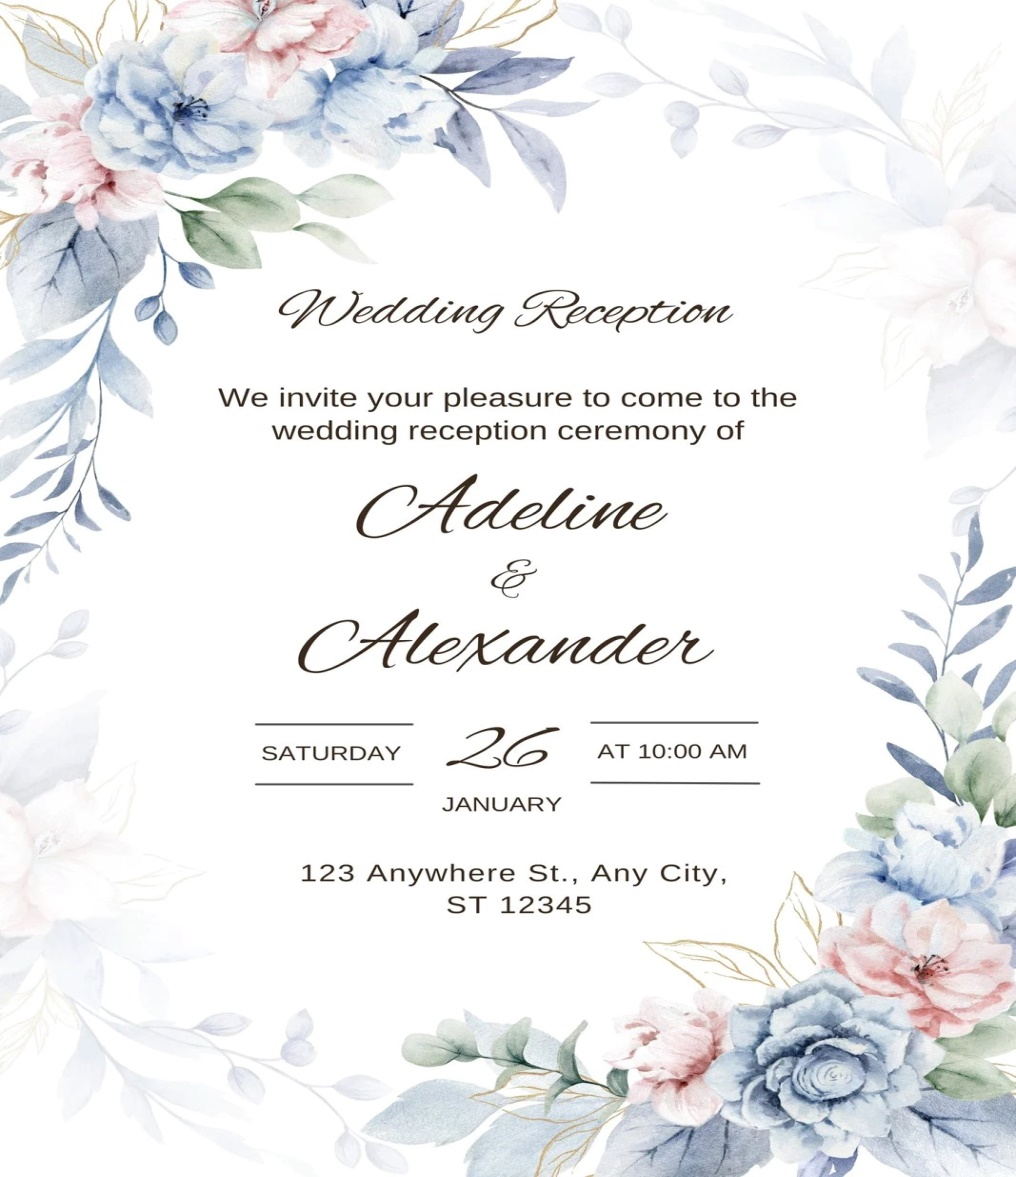 Wedding Reception
We invite your pleasure to come to the
wedding reception ceremony of
Adeline
&
Alexander
SATURDAY
26
AT 10:00 AM
JANUARY
123 Anywhere St., Any City,
ST 12345